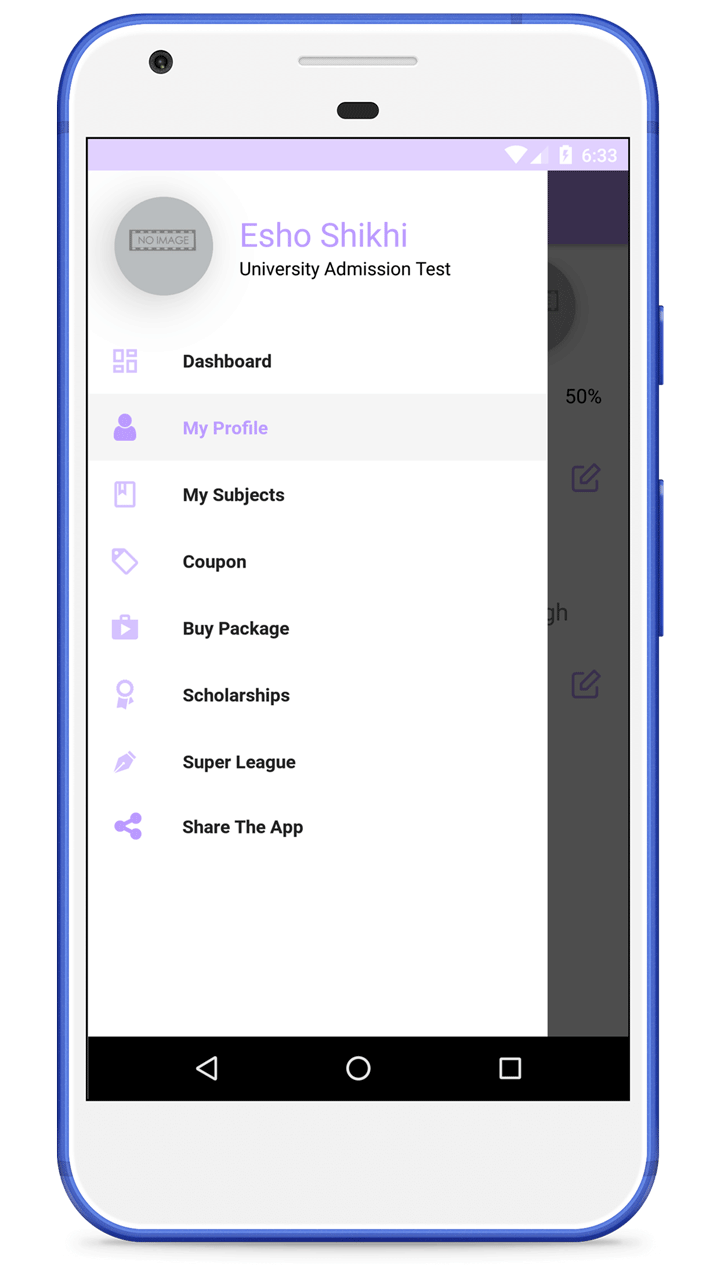 6:33
NO IMAGE
Esho Shikhi
University Admission Test
Dashboard
My Profile
50%
My Subjects
Coupon
gh
Buy Package
Scholarships
Super League
Share The App